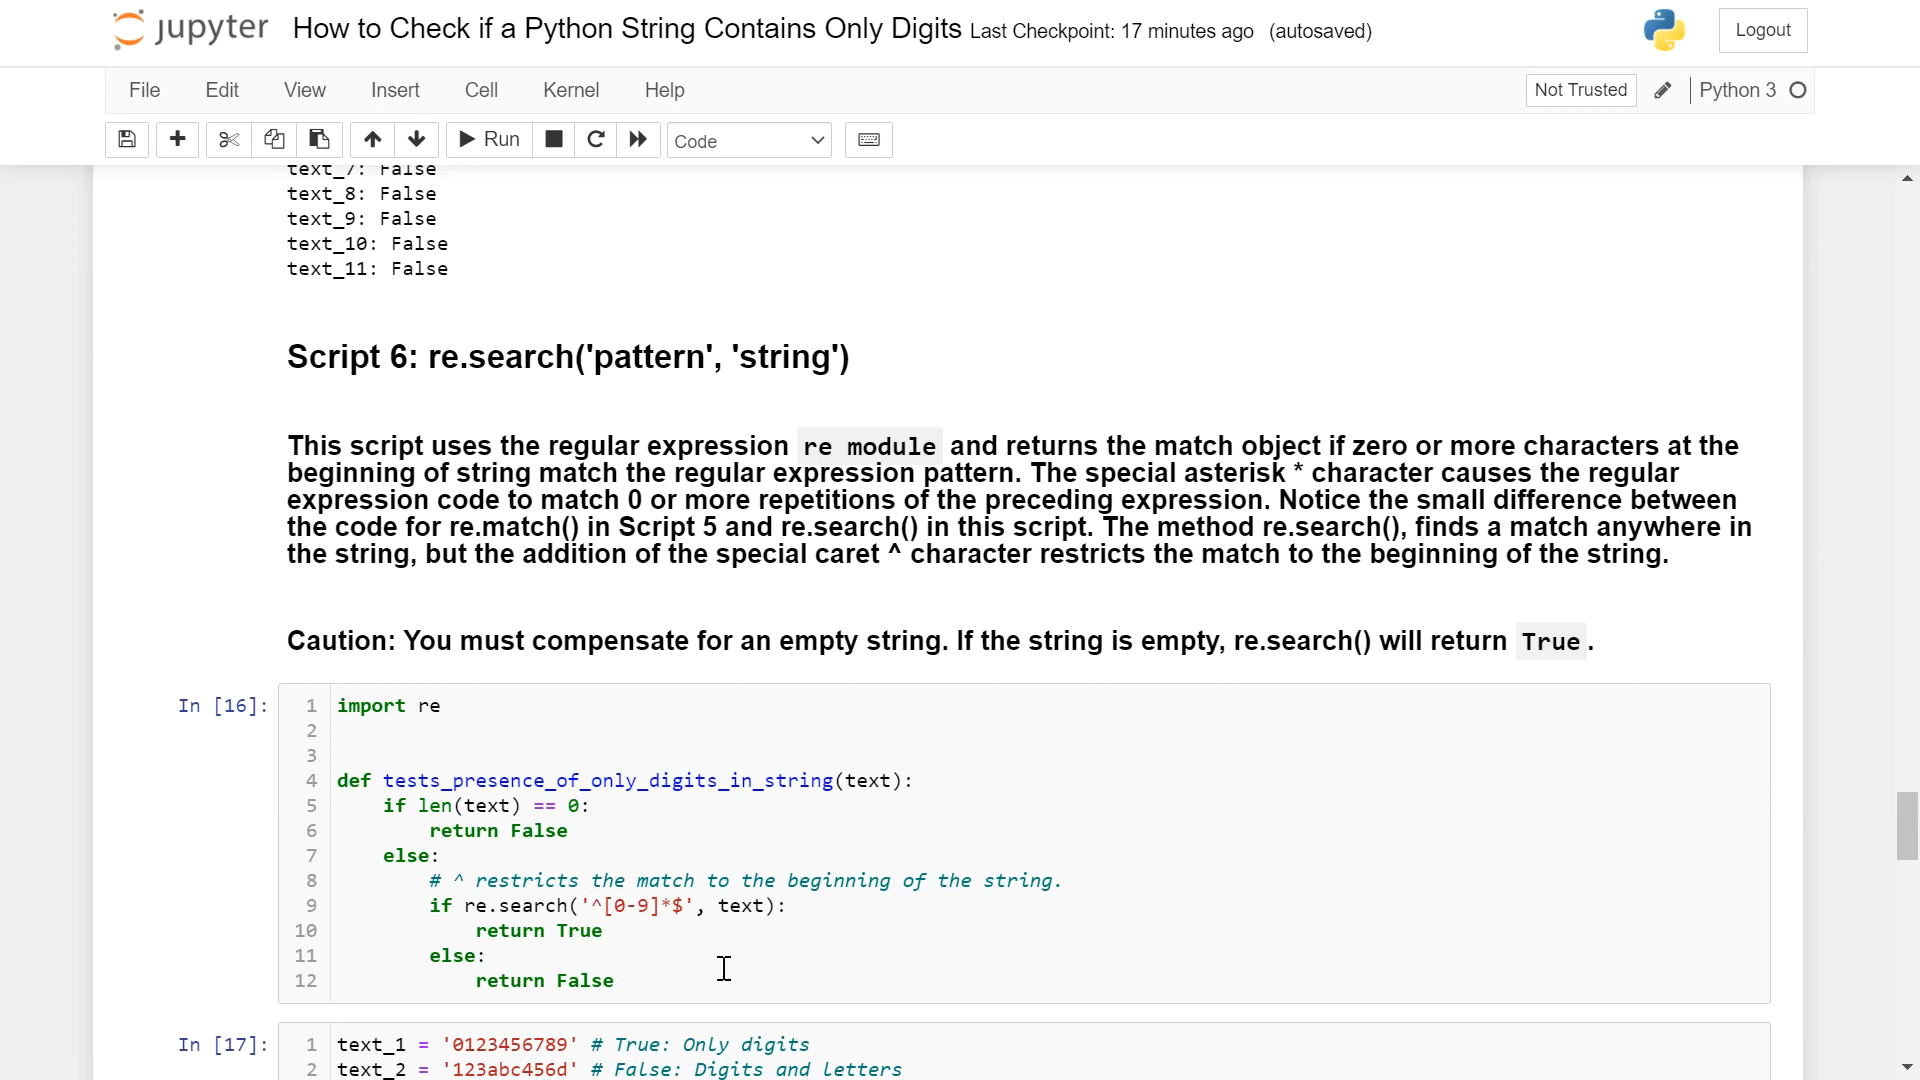 jupyter How to Check if a Python String Contains Only Digits Last Checkpoint: 17 minutes ago (autosaved) Logout
File Edit View Insert Cell Kernel Help Not Trusted Python 3
Run Code
text_7: False
text_8: False
text_9: False
text_10: False
text_11: False
Script 6: re.search('pattern', 'string')
This script uses the regular expression re module and returns the match object if zero or more characters at the
beginning of string match the regular expression pattern. The special asterisk * character causes the regular
expression code to match 0 or more repetitions of the preceding expression. Notice the small difference between
the code for re.match() in Script 5 and re.search() in this script. The method re.search(), finds a match anywhere in
the string, but the addition of the special caret ^ character restricts the match to the beginning of the string.
Caution: You must compensate for an empty string. If the string is empty, re.search() will return True.
In [16]: 1 import re
2
3
4 def tests_presence_of_only_digits_in_string(text):
5 if len(text) == 0:
6 return False
7 else:
8 # ^ restricts the match to the beginning of the string.
9 if re.search('^[0-9]*$', text):
10 return True
11 else:
12 return False
In [17]: 1 text_1 = '0123456789' # True: Only digits
2 text_2 = '123abc456d' # False: Digits and letters